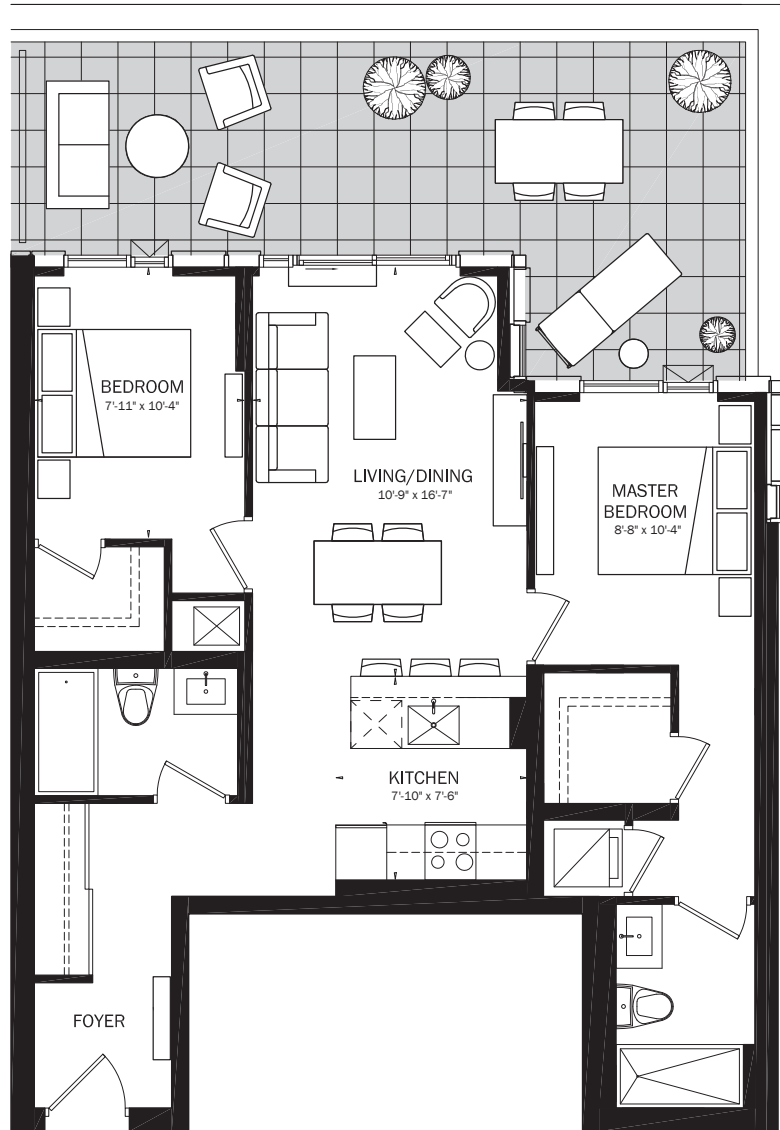 BEDROOM
7'-11" x 10'-4"
LIVING/DINING
10'-9" x 16'-7"
MASTER
BEDROOM
8'-8" x 10'-4"
KITCHEN
7'-10" x 7'-6"
FOYER